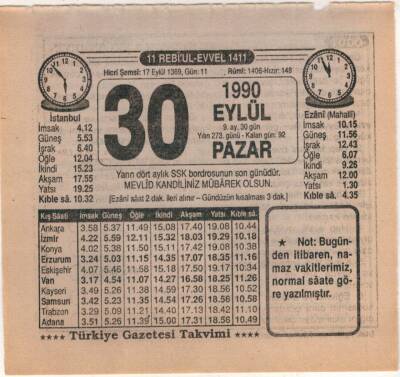 11 REBİ'UL-EVVEL 1411
Hicrî Şemsî: 17 Eylül 1369, Gün: 11
Rûmî: 1406-Hızır: 148
İstanbul
İmsak 4.12
Güneş 5.53
İşrak 6.40
Öğle 12.04
İkindi 15.23
Akşam 17.55
Yatsı 19.25
Kıble sâ. 10.32
30
1990
EYLÜL
9. ay, 30 gün
Yılın 273. günü - Kalan gün: 92
PAZAR
Ezânî (Mahallî)
İmsak 10.15
Güneş 11.56
İşrak 12.43
Öğle 6.07
İkindi 9.26
Akşam 12.00
Yatsı 1.30
Kıble sâ. 4.35
Yarın dört aylık SSK bordrosunun son günüdür.
MEVLİD KANDİLİNİZ MÜBÂREK OLSUN.
[Ezânî sâat 2 dak. ileri alınır – Gündüzün kısalması 3 dak.]
Kış Sâati İmsak Güneş Öğle İkindi Akşam Yatsı Kıble sâ.
Ankara 3.58 5.37 11.49 15.08 17.40 19.08 10.44
İzmir 4.22 5.59 12.11 15.32 18.03 19.29 10.18
Konya 4.02 5.38 11.50 15.11 17.42 19.08 10.38
Erzurum 3.24 5.03 11.15 14.35 17.07 18.35 11.16
Eskişehir 4.07 5.46 11.58 15.18 17.50 19.17 10.34
Van 3.17 4.54 11.07 14.27 16.58 18.25 11.26
Kayseri 3.49 5.26 11.38 14.59 17.30 18.56 10.52
Samsun 3.42 5.23 11.35 14.54 17.26 18.56 10.58
Trabzon 3.29 5.09 11.21 14.40 17.13 18.42 11.10
Adana 3.51 5.26 11.39 15.00 17.31 18.56 10.49
★ Not: Bugün-
den itibaren, na-
maz vakitlerimiz,
normal sâate gö-
re yazılmıştır.
★★★★ Türkiye Gazetesi Takvimi ★★★★